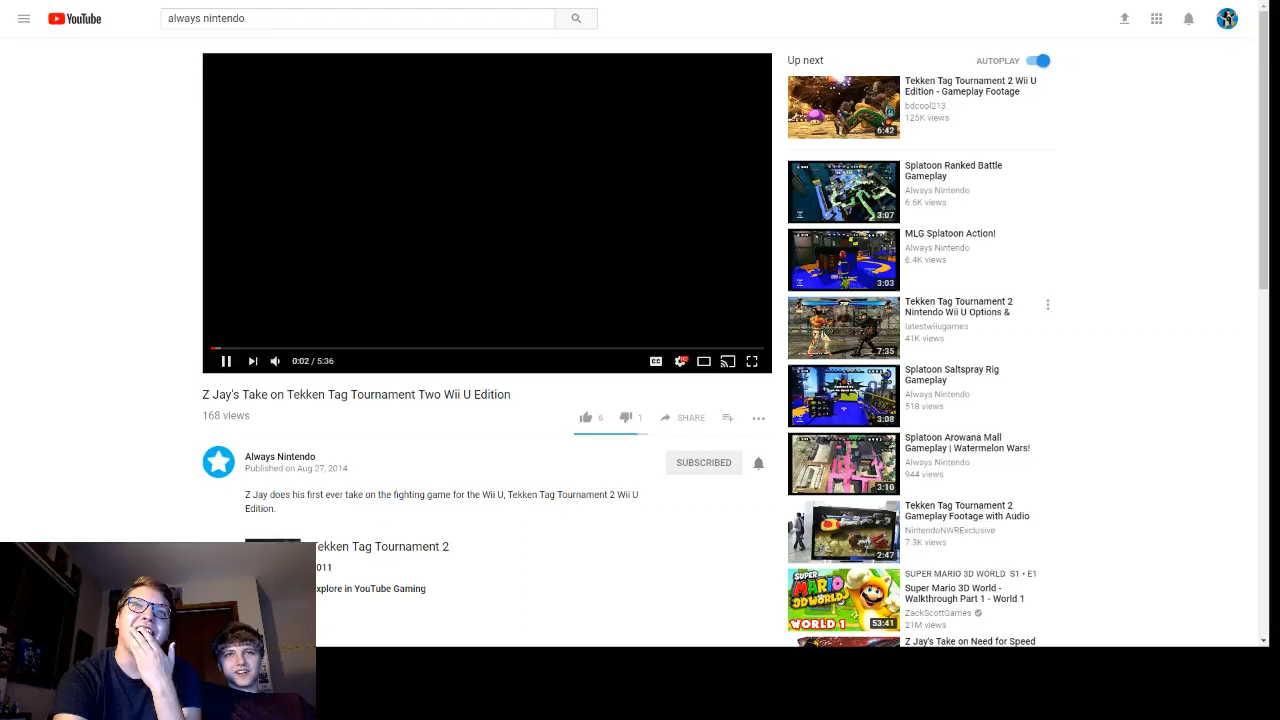 YouTube
always nintendo
0:02 / 5:36
CC
HD
Z Jay's Take on Tekken Tag Tournament Two Wii U Edition
168 views
6
1
SHARE
Always Nintendo
Published on Aug 27, 2014
SUBSCRIBED
Z Jay does his first ever take on the fighting game for the Wii U, Tekken Tag Tournament 2 Wii U
Edition.
Tekken Tag Tournament 2
011
xplore in YouTube Gaming
Up next
AUTOPLAY
6:42
Tekken Tag Tournament 2 Wii U
Edition - Gameplay Footage
bdcool213
125K views
3:07
Splatoon Ranked Battle
Gameplay
Always Nintendo
6.6K views
3:03
MLG Splatoon Action!
Always Nintendo
6.4K views
7:35
Tekken Tag Tournament 2
Nintendo Wii U Options &
latestwiiugames
41K views
3:08
Splatoon Saltspray Rig
Gameplay
Always Nintendo
518 views
3:10
Splatoon Arowana Mall
Gameplay | Watermelon Wars!
Always Nintendo
944 views
2:47
Tekken Tag Tournament 2
Gameplay Footage with Audio
NintendoNWRExclusive
7.3K views
SUPER
MARIO
3D WORLD
WORLD 1
53:41
SUPER MARIO 3D WORLD S1 • E1
Super Mario 3D World -
Walkthrough Part 1 - World 1
ZackScottGames
21M views
Z Jay's Take on Need for Speed